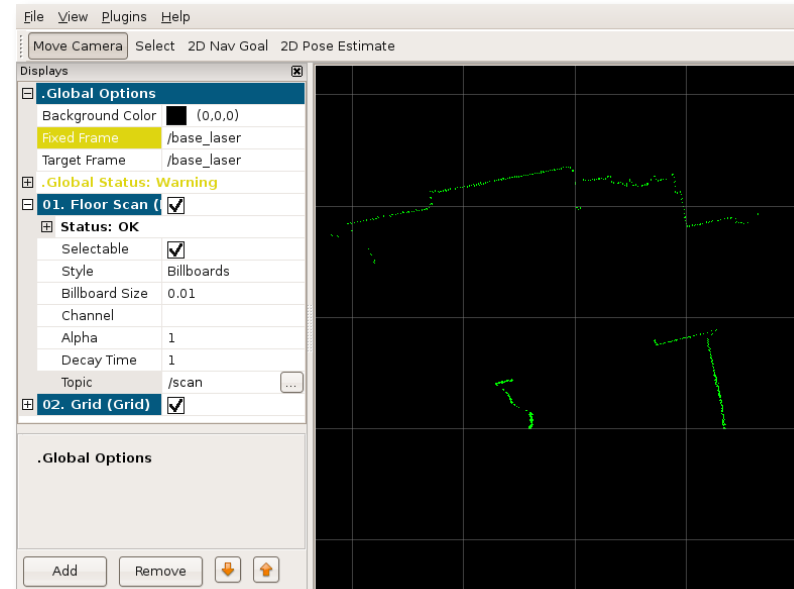 File View Plugins Help
Move Camera Select 2D Nav Goal 2D Pose Estimate
Displays
.Global Options
Background Color (0,0,0)
Fixed Frame /base_laser
Target Frame /base_laser
.Global Status: Warning
01. Floor Scan (
Status: OK
Selectable
Style Billboards
Billboard Size 0.01
Channel
Alpha 1
Decay Time 1
Topic /scan ...
02. Grid (Grid)
.Global Options
Add Remove